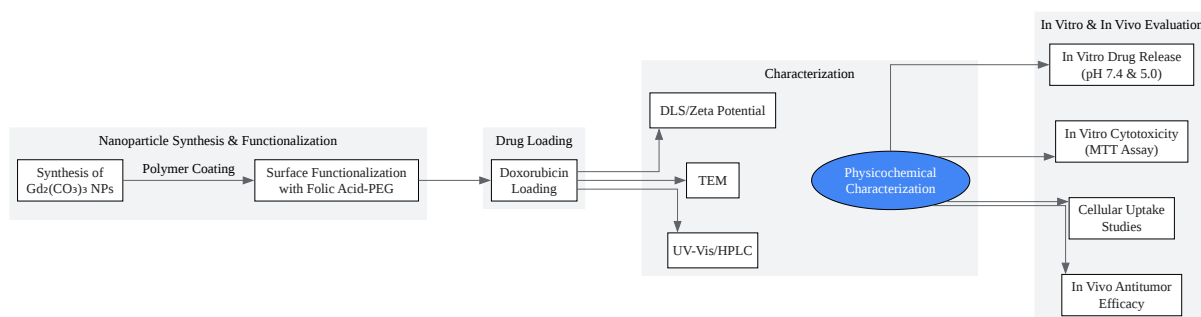 Nanoparticle Synthesis & Functionalization
Synthesis of
Gd₂(CO₃)₃ NPs
Polymer Coating
Surface Functionalization
with Folic Acid-PEG
Drug Loading
Doxorubicin
Loading
Characterization
DLS/Zeta Potential
TEM
UV-Vis/HPLC
Physicochemical
Characterization
In Vitro & In Vivo Evaluation
In Vitro Drug Release
(pH 7.4 & 5.0)
In Vitro Cytotoxicity
(MTT Assay)
Cellular Uptake
Studies
In Vivo Antitumor
Efficacy